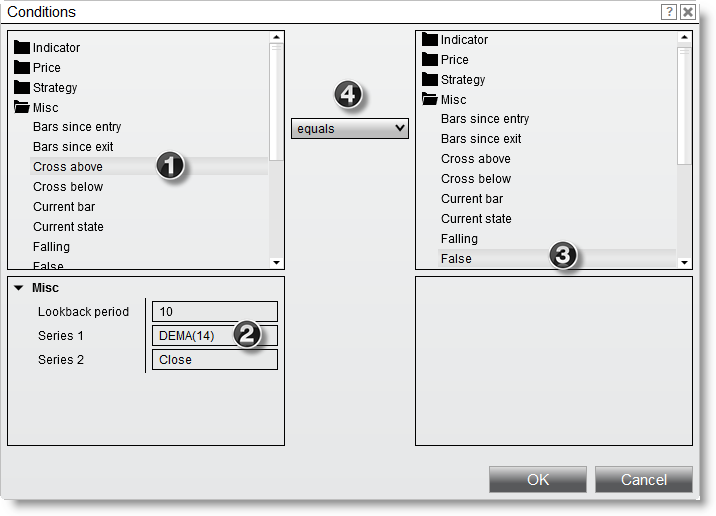 Conditions
Indicator
Price
Strategy
Misc
Bars since entry
Bars since exit
Cross above
1
Cross below
Current bar
Current state
Falling
False
4
equals
Indicator
Price
Strategy
Misc
Bars since entry
Bars since exit
Cross above
Cross below
Current bar
Current state
Falling
False
3
Misc
Lookback period 10
Series 1 DEMA(14)
2
Series 2 Close
OK Cancel